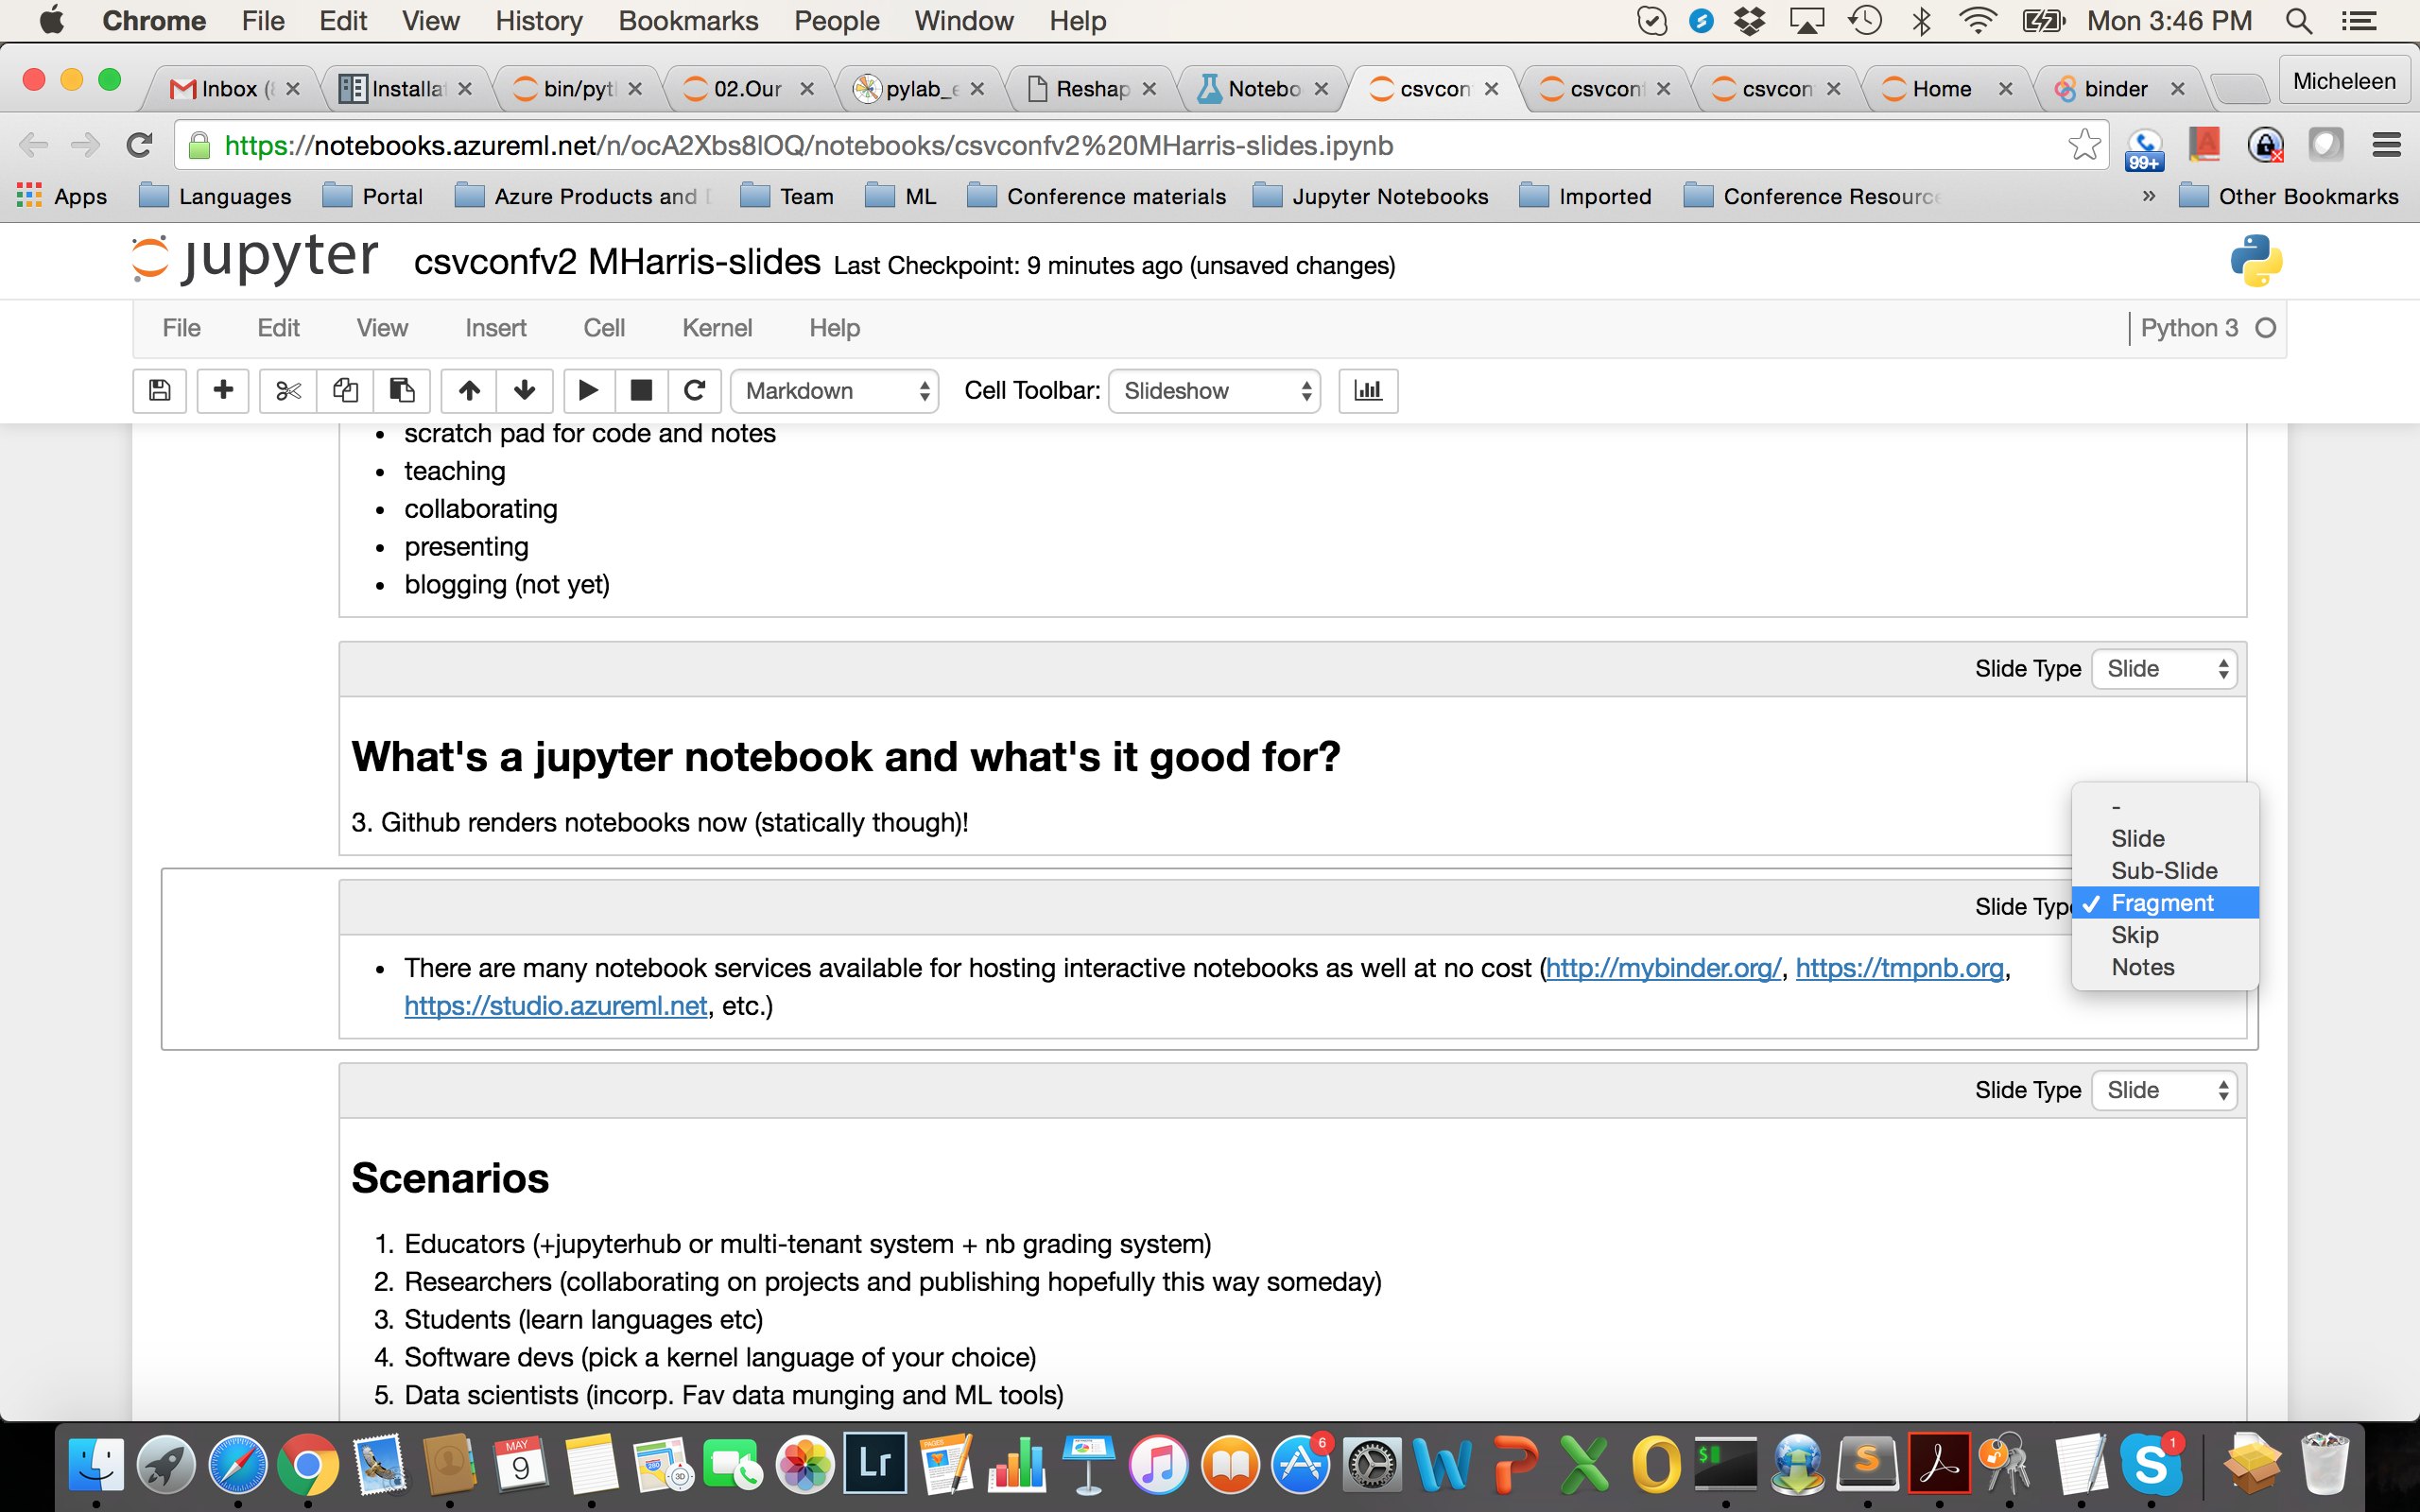 Chrome File Edit View History Bookmarks People Window Help Mon 3:46 PM
Inbox ( Installa bin/pyt 02.Our pylab_e Reshap Notebo csvcon csvconf csvcon Home binder Micheleen
https://notebooks.azureml.net/n/ocA2Xbs8lOQ/notebooks/csvconfv2%20MHarris-slides.ipynb 99+
Apps Languages Portal Azure Products and Team ML Conference materials Jupyter Notebooks Imported Conference Resource » Other Bookmarks
jupyter csvconfv2 MHarris-slides Last Checkpoint: 9 minutes ago (unsaved changes)
File Edit View Insert Cell Kernel Help Python 3
Markdown Cell Toolbar: Slideshow
• scratch pad for code and notes
• teaching
• collaborating
• presenting
• blogging (not yet)
Slide Type Slide
What's a jupyter notebook and what's it good for?
3. Github renders notebooks now (statically though)!
-
Slide
Sub-Slide
Slide Type ✓ Fragment
Skip
Notes
• There are many notebook services available for hosting interactive notebooks as well at no cost (http://mybinder.org/, https://tmpnb.org,
https://studio.azureml.net, etc.)
Slide Type Slide
Scenarios
1. Educators (+jupyterhub or multi-tenant system + nb grading system)
2. Researchers (collaborating on projects and publishing hopefully this way someday)
3. Students (learn languages etc)
4. Software devs (pick a kernel language of your choice)
5. Data scientists (incorp. Fav data munging and ML tools)
MAY 9 280 3D Lr PAGES 6 W P X O $ S S 1